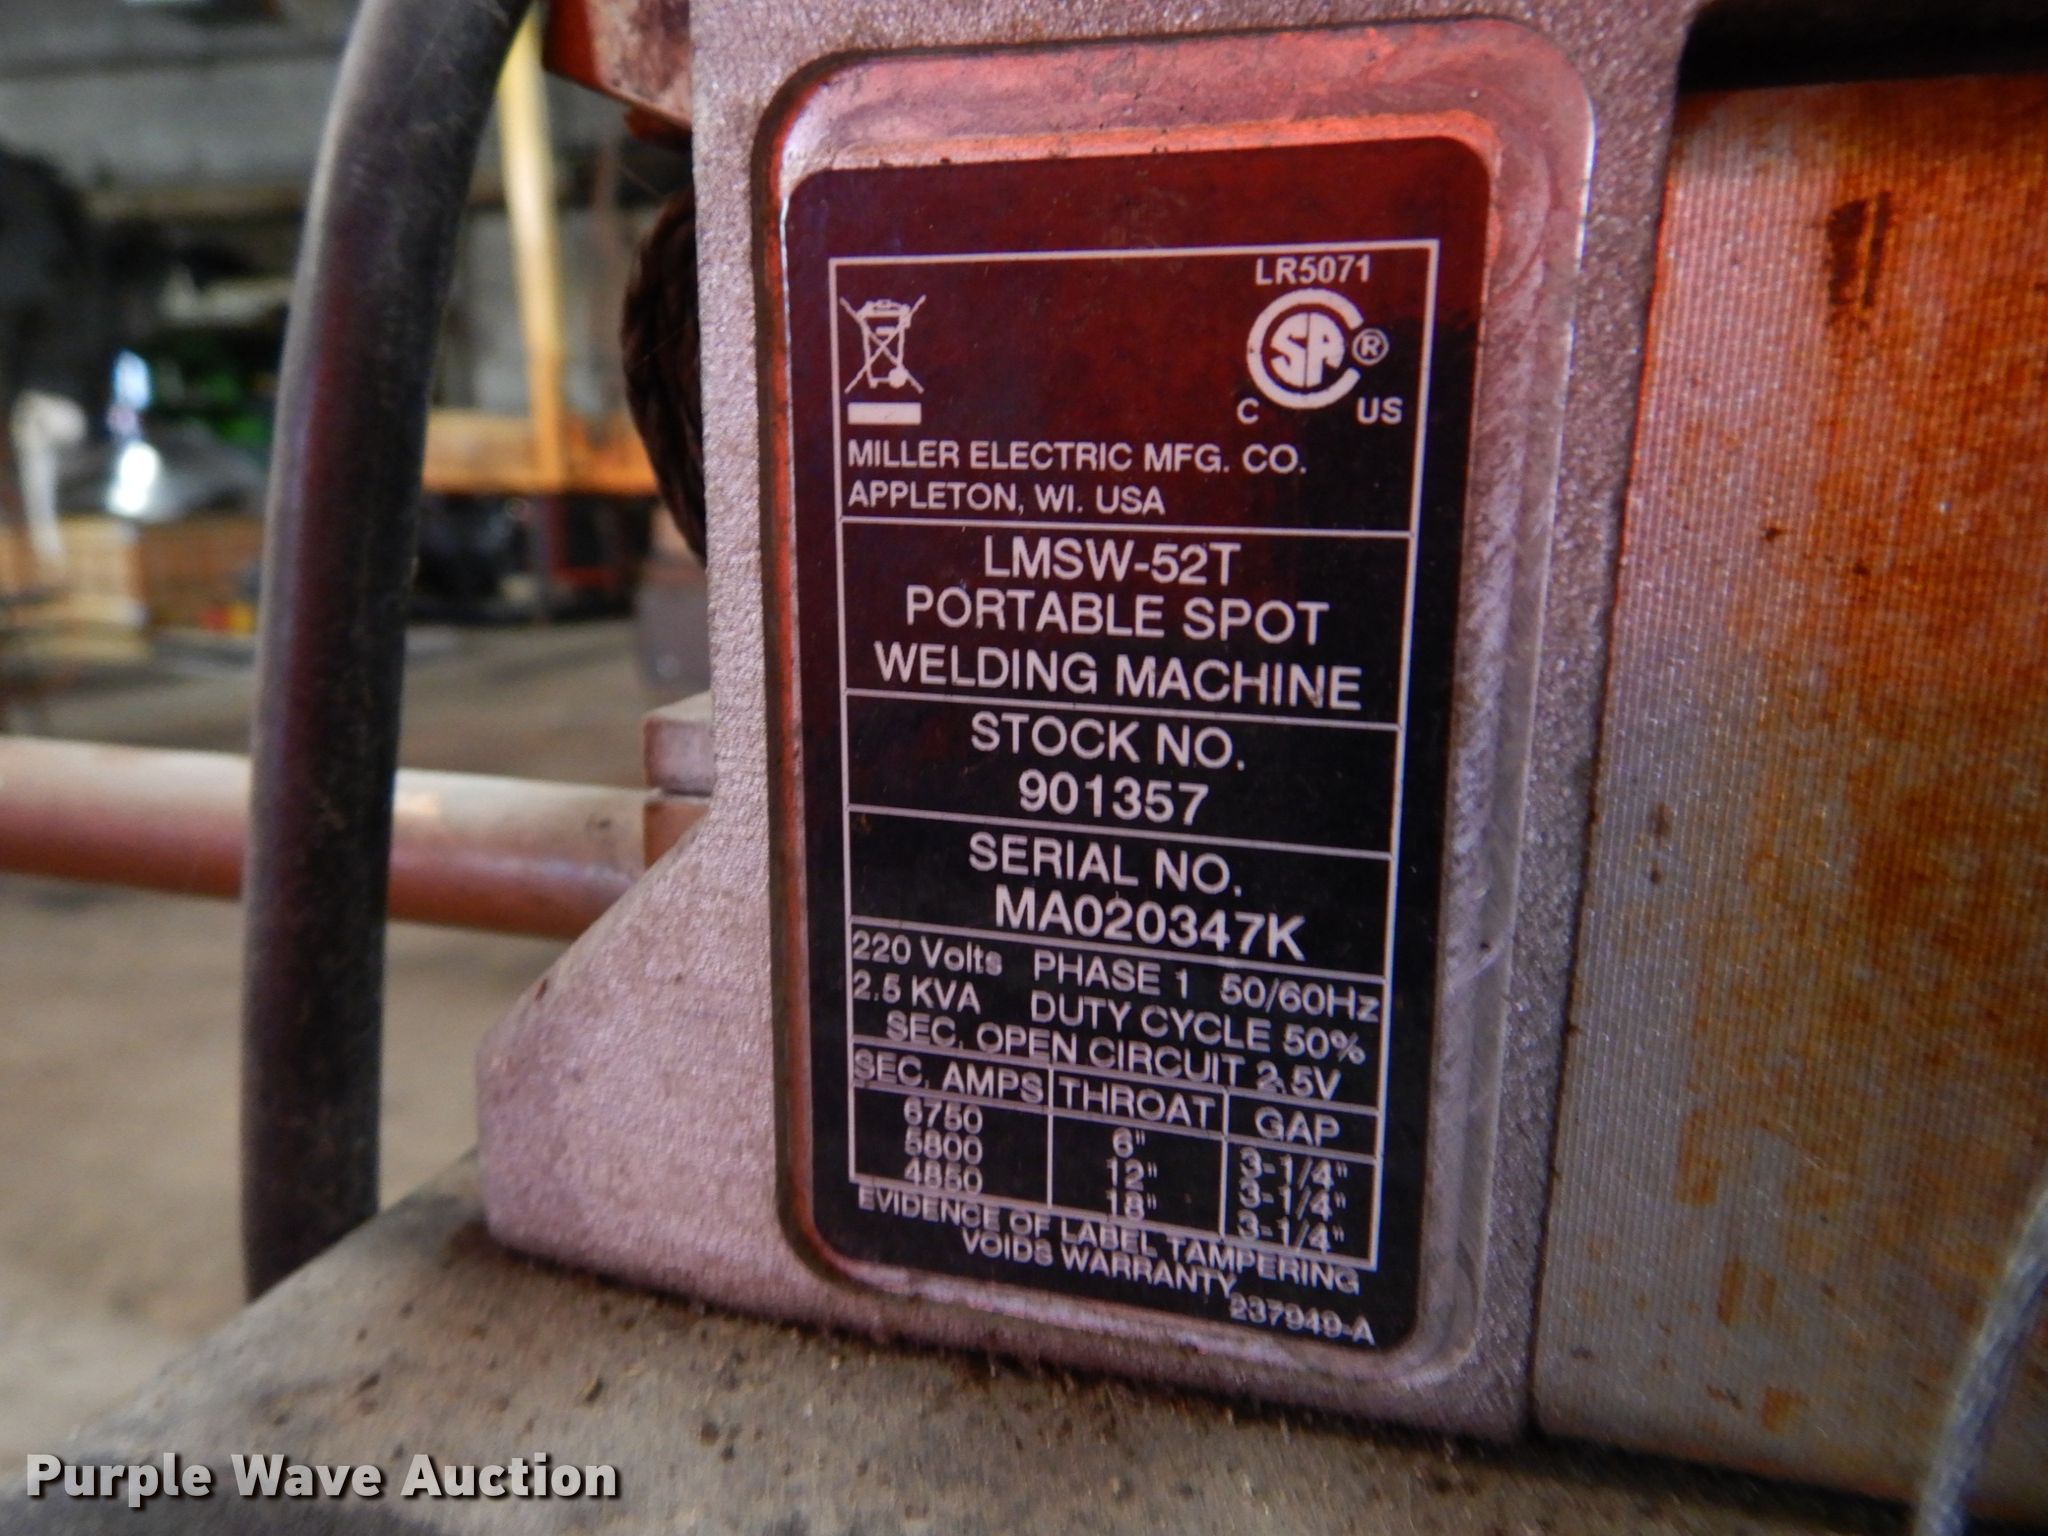 LR5071
CSA®
C US
MILLER ELECTRIC MFG. CO.
APPLETON, WI. USA
LMSW-52T
PORTABLE SPOT
WELDING MACHINE
STOCK NO.
901357
SERIAL NO.
MA020347K
220 Volts PHASE 1 50/60Hz
2.5 KVA DUTY CYCLE 50%
SEC. OPEN CIRCUIT 2.5V
SEC. AMPS THROAT GAP
6750 6" 3-1/4"
5800 12" 3-1/4"
4850 18" 3-1/4"
EVIDENCE OF LABEL TAMPERING
VOIDS WARRANTY
237949-A
Purple Wave Auction